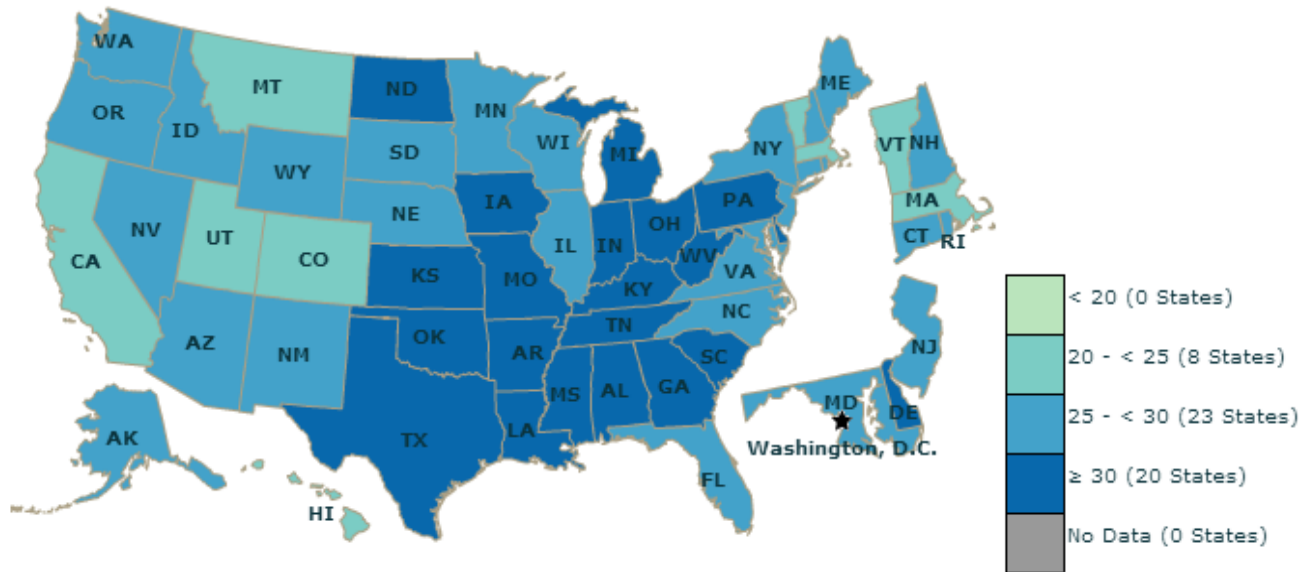 WA
MT
ND
ME
OR
ID
MN
VT
NH
WI
NY
SD
WY
MI
MA
IA
PA
NE
NV
OH
CT
RI
UT
IL
IN
CO
CA
WV
VA
KS
MO
KY
NC
TN
AZ
NM
OK
AR
SC
NJ
MS
AL
GA
MD
DE
AK
TX
LA
Washington, D.C.
FL
HI
< 20 (0 States)
20 - < 25 (8 States)
25 - < 30 (23 States)
≥ 30 (20 States)
No Data (0 States)